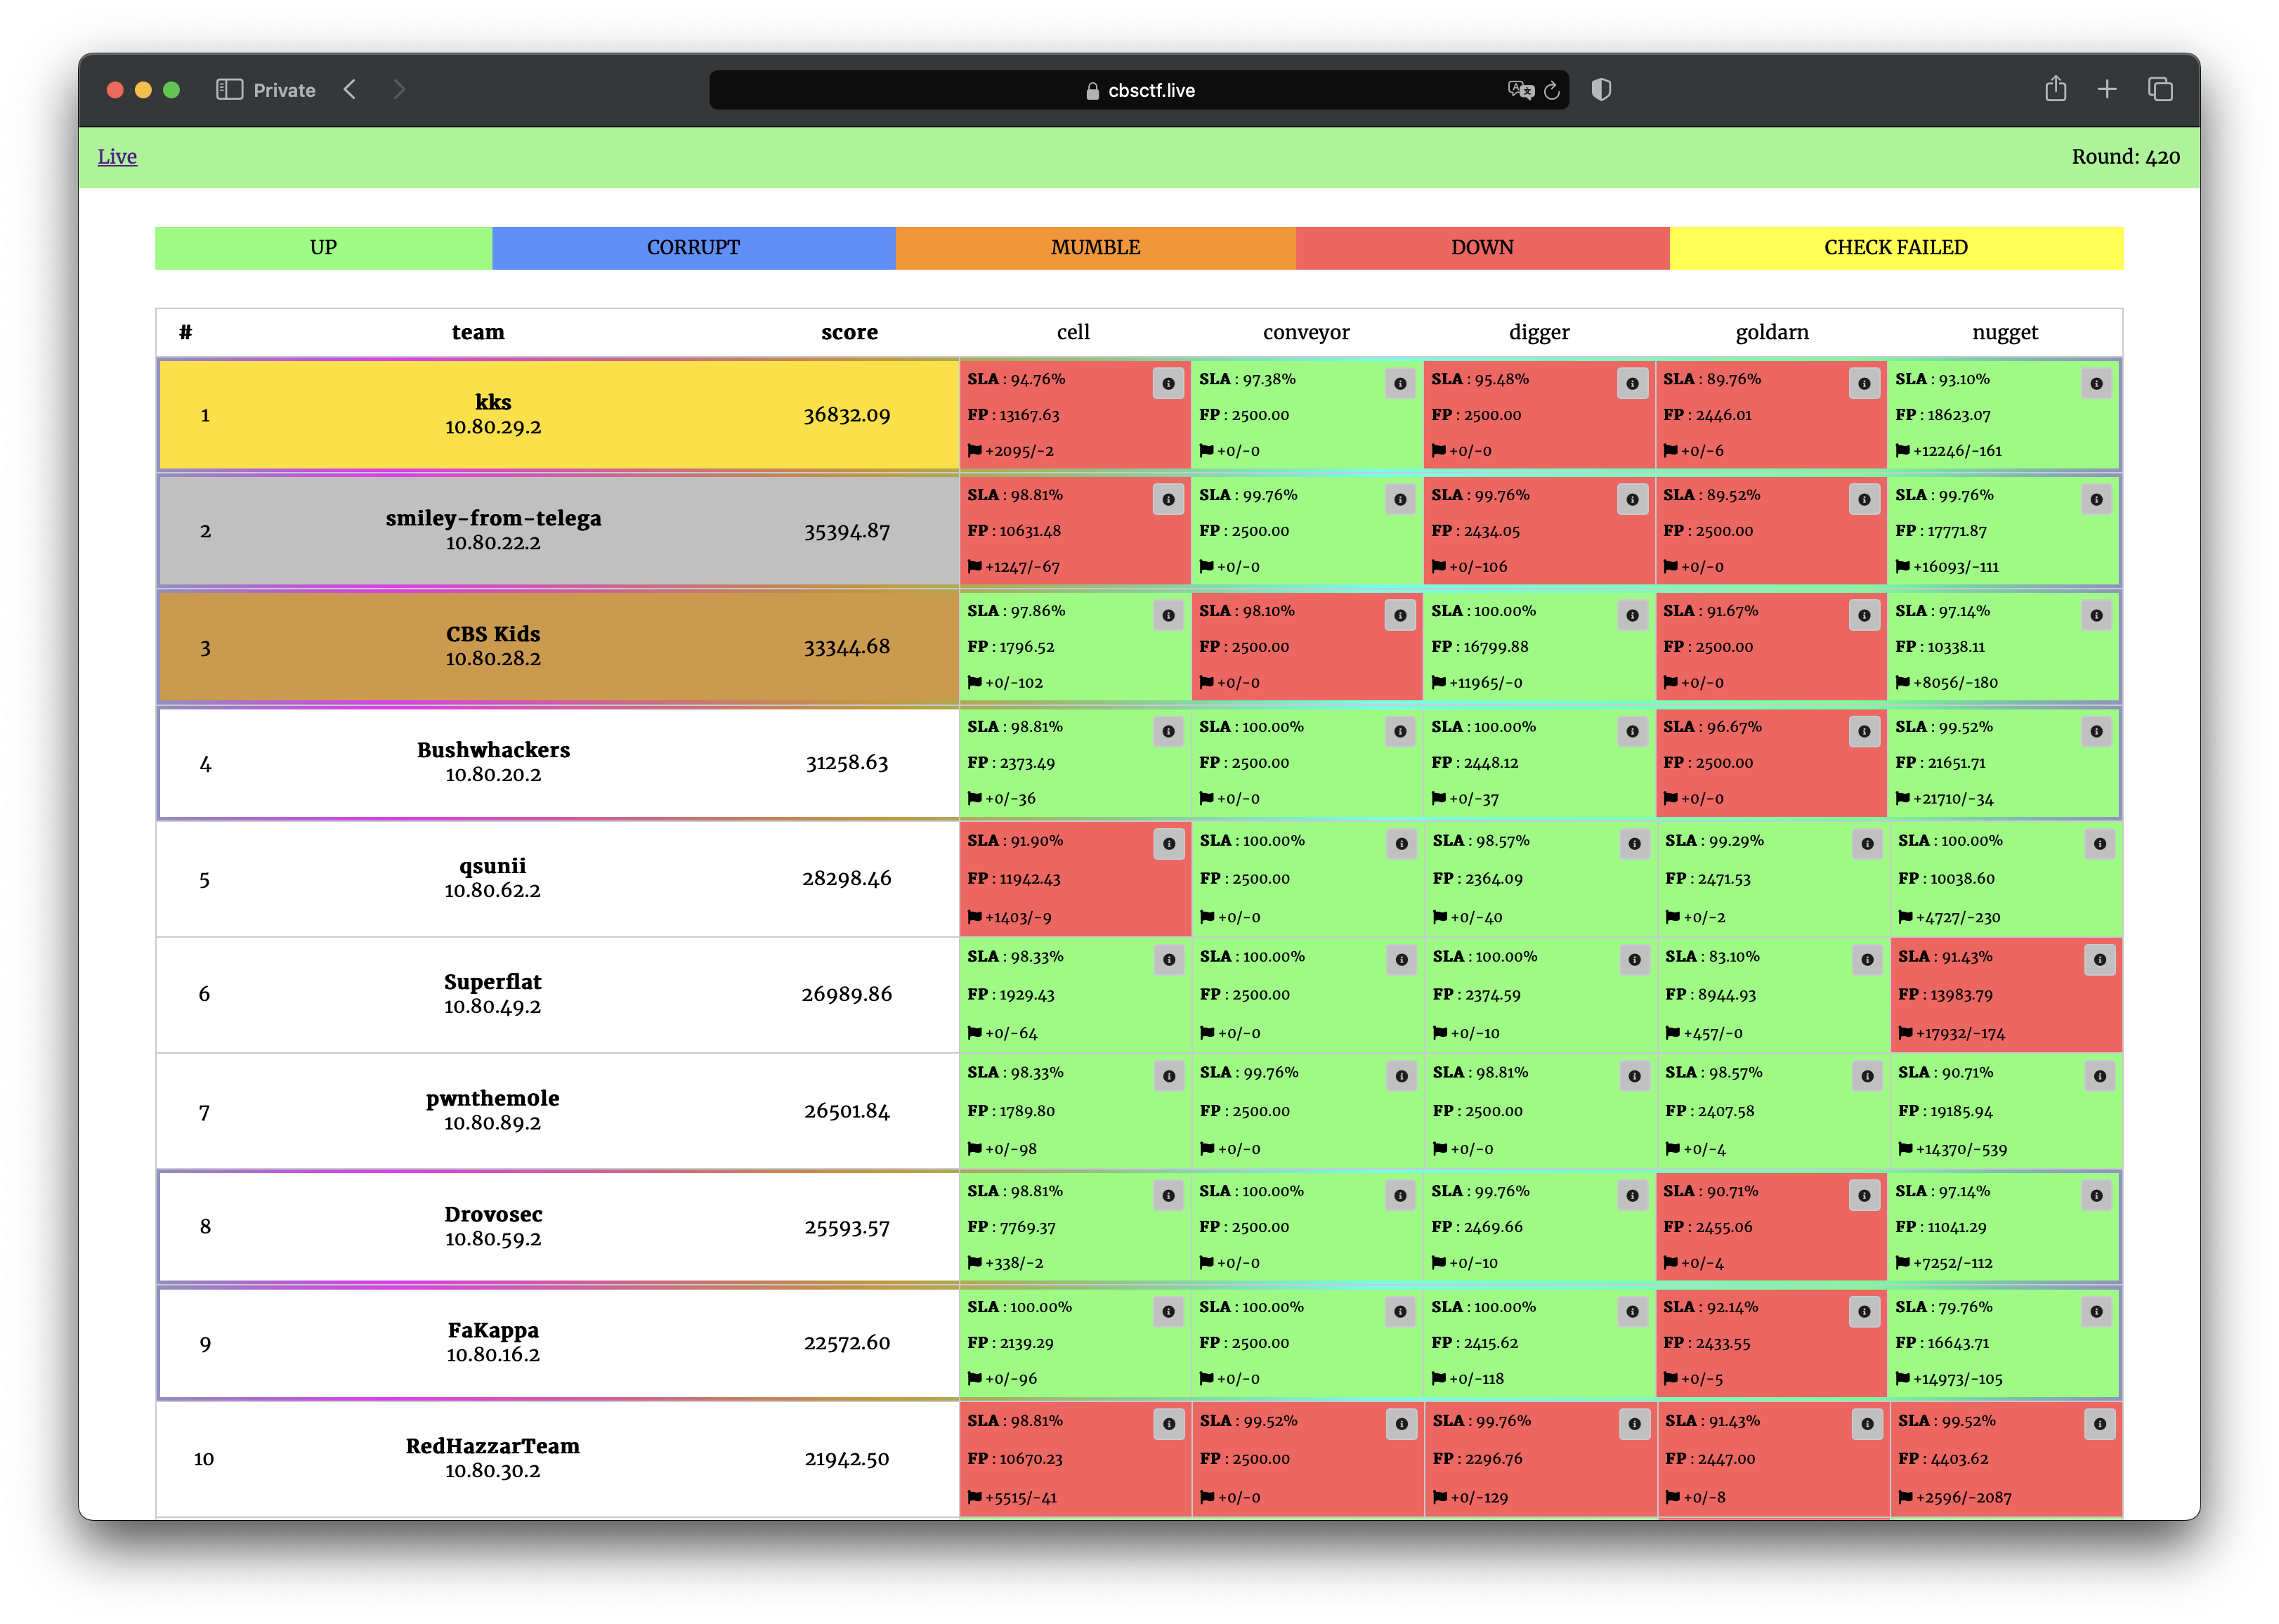 Private
cbsctf.live
Live
Round: 420
UP CORRUPT MUMBLE DOWN CHECK FAILED
# team score cell conveyor digger goldarn nugget
SLA : 94.76% SLA : 97.38% SLA : 95.48% SLA : 89.76% SLA : 93.10%
1 kks 10.80.29.2 36832.09 FP : 13167.63 FP : 2500.00 FP : 2500.00 FP : 2446.01 FP : 18623.07
+2095/-2 +0/-0 +0/-0 +0/-6 +12246/-161
SLA : 98.81% SLA : 99.76% SLA : 99.76% SLA : 89.52% SLA : 99.76%
2 smiley-from-telega 10.80.22.2 35394.87 FP : 10631.48 FP : 2500.00 FP : 2434.05 FP : 2500.00 FP : 17771.87
+1247/-67 +0/-0 +0/-106 +0/-0 +16093/-111
SLA : 97.86% SLA : 98.10% SLA : 100.00% SLA : 91.67% SLA : 97.14%
3 CBS Kids 10.80.28.2 33344.68 FP : 1796.52 FP : 2500.00 FP : 16799.88 FP : 2500.00 FP : 10338.11
+0/-102 +0/-0 +11965/-0 +0/-0 +8056/-180
SLA : 98.81% SLA : 100.00% SLA : 100.00% SLA : 96.67% SLA : 99.52%
4 Bushwhackers 10.80.20.2 31258.63 FP : 2373.49 FP : 2500.00 FP : 2448.12 FP : 2500.00 FP : 21651.71
+0/-36 +0/-0 +0/-37 +0/-0 +21710/-34
SLA : 91.90% SLA : 100.00% SLA : 98.57% SLA : 99.29% SLA : 100.00%
5 qsunii 10.80.62.2 28298.46 FP : 11942.43 FP : 2500.00 FP : 2364.09 FP : 2471.53 FP : 10038.60
+1403/-9 +0/-0 +0/-40 +0/-2 +4727/-230
SLA : 98.33% SLA : 100.00% SLA : 100.00% SLA : 83.10% SLA : 91.43%
6 Superflat 10.80.49.2 26989.86 FP : 1929.43 FP : 2500.00 FP : 2374.59 FP : 8944.93 FP : 13983.79
+0/-64 +0/-0 +0/-10 +457/-0 +17932/-174
SLA : 98.33% SLA : 99.76% SLA : 98.81% SLA : 98.57% SLA : 90.71%
7 pwnthem0le 10.80.89.2 26501.84 FP : 1789.80 FP : 2500.00 FP : 2500.00 FP : 2407.58 FP : 19185.94
+0/-98 +0/-0 +0/-0 +0/-4 +14370/-539
SLA : 98.81% SLA : 100.00% SLA : 99.76% SLA : 90.71% SLA : 97.14%
8 Drovosec 10.80.59.2 25593.57 FP : 7769.37 FP : 2500.00 FP : 2469.66 FP : 2455.06 FP : 11041.29
+338/-2 +0/-0 +0/-10 +0/-4 +7252/-112
SLA : 100.00% SLA : 100.00% SLA : 100.00% SLA : 92.14% SLA : 79.76%
9 FaKappa 10.80.16.2 22572.60 FP : 2139.29 FP : 2500.00 FP : 2415.62 FP : 2433.55 FP : 16643.71
+0/-96 +0/-0 +0/-118 +0/-5 +14973/-105
SLA : 98.81% SLA : 99.52% SLA : 99.76% SLA : 91.43% SLA : 99.52%
10 RedHazzarTeam 10.80.30.2 21942.50 FP : 10670.23 FP : 2500.00 FP : 2296.76 FP : 2447.00 FP : 4403.62
+5515/-41 +0/-0 +0/-129 +0/-8 +2596/-2087